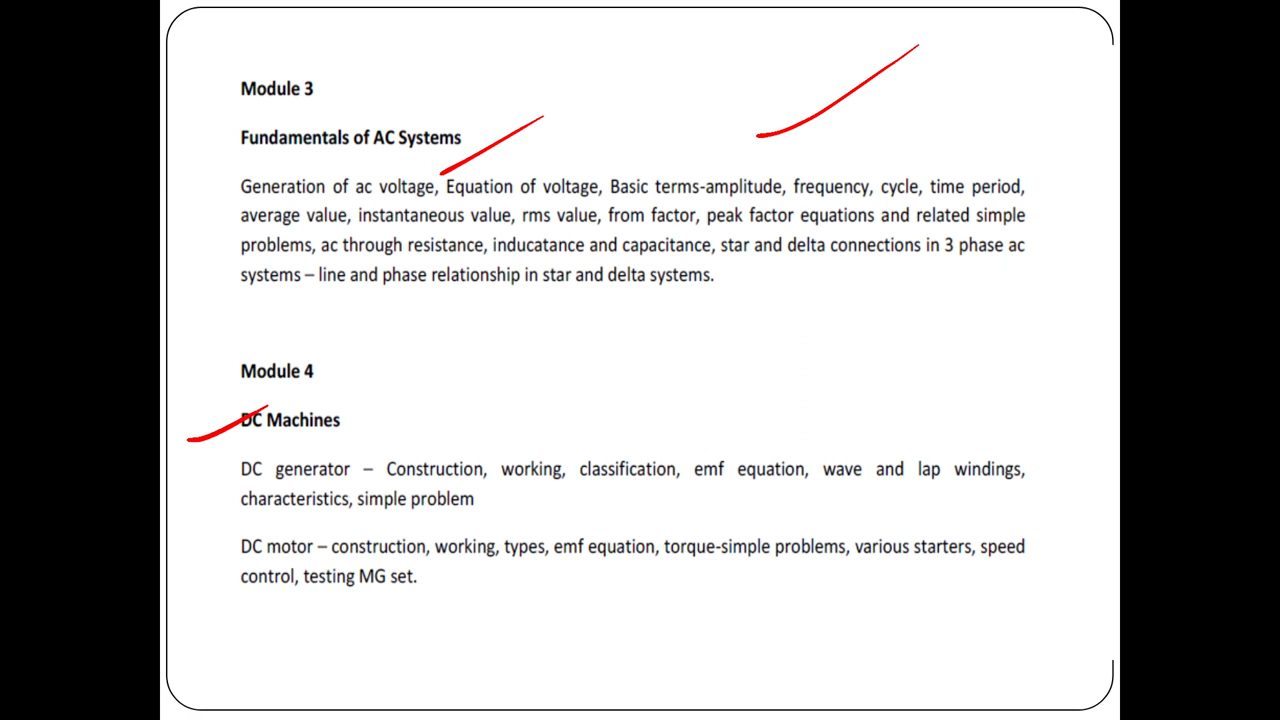 Module 3
Fundamentals of AC Systems
Generation of ac voltage, Equation of voltage, Basic terms-amplitude, frequency, cycle, time period,
average value, instantaneous value, rms value, from factor, peak factor equations and related simple
problems, ac through resistance, inducatance and capacitance, star and delta connections in 3 phase ac
systems – line and phase relationship in star and delta systems.
Module 4
DC Machines
DC generator – Construction, working, classification, emf equation, wave and lap windings,
characteristics, simple problem
DC motor – construction, working, types, emf equation, torque-simple problems, various starters, speed
control, testing MG set.